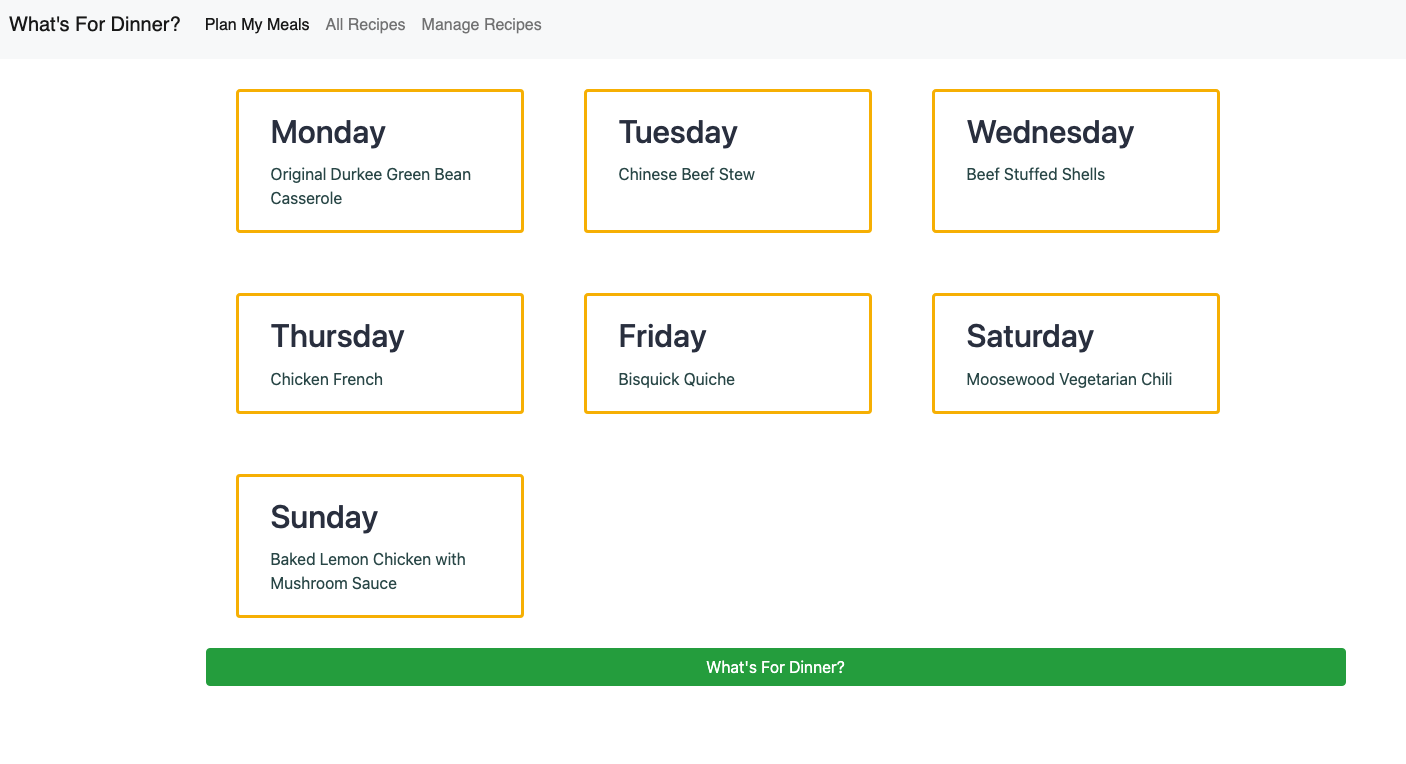 What's For Dinner? Plan My Meals All Recipes Manage Recipes
Monday
Original Durkee Green Bean
Casserole
Tuesday
Chinese Beef Stew
Wednesday
Beef Stuffed Shells
Thursday
Chicken French
Friday
Bisquick Quiche
Saturday
Moosewood Vegetarian Chili
Sunday
Baked Lemon Chicken with
Mushroom Sauce
What's For Dinner?